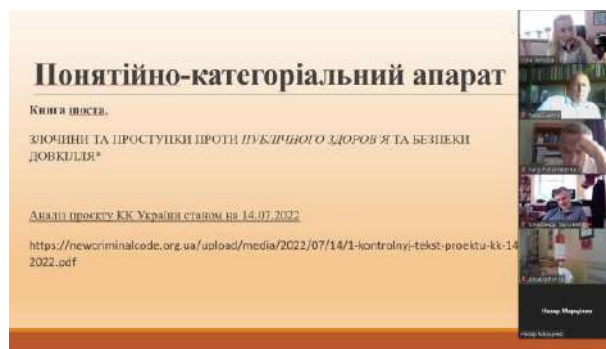 Понятійно-категоріальний апарат
Книга шоста.
ЗЛОЧИНИ ТА ПРОСТУПКИ ПРОТИ ПУБЛІЧНОГО ЗДОРОВ'Я ТА БЕЗПЕКИ
ДОВКІЛЛЯ*
Аналіз проєкту КК України станом на 14.07.2022
https://newcriminalcode.org.ua/upload/media/2022/07/14/1-kontrolnyj-tekst-proektu-kk-14
2022.pdf
Назар Марцінко